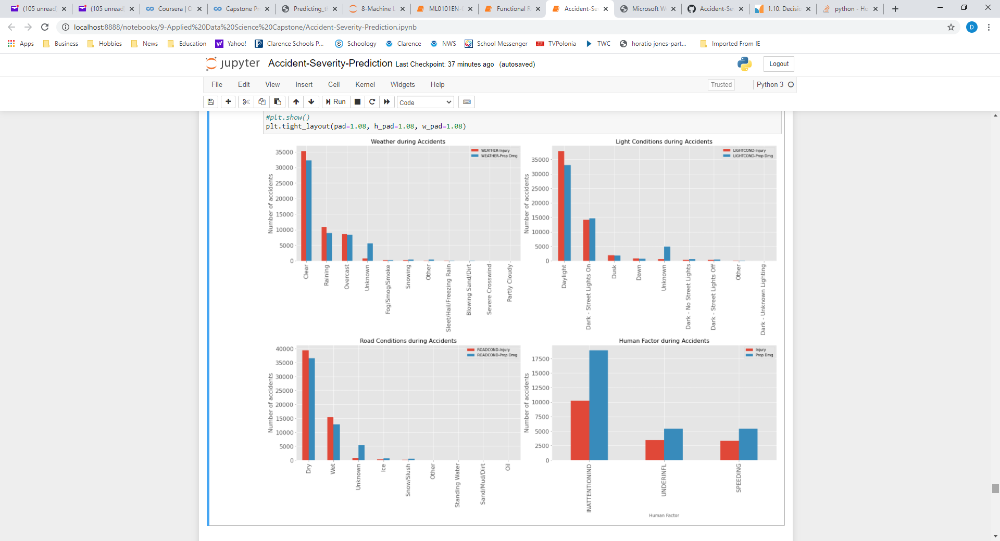 (105 unread
(105 unread
Coursera | C
Capstone Pr
Predicting_t
8-Machine L
ML0101EN-
Functional R
Accident-Se
Microsoft W
Accident-Se
1.10. Decisio
python - Ho
localhost:8888/notebooks/9-Applied%20Data%20Science%20Capstone/Accident-Severity-Prediction.ipynb
D
Apps Business Hobbies News Education Yahoo! Clarence Schools P... Schoology Clarence NWS School Messenger TVPolonia TWC horatio jones-part... Imported From IE
jupyter Accident-Severity-Prediction Last Checkpoint: 37 minutes ago (autosaved)
Logout
File Edit View Insert Cell Kernel Widgets Help
Trusted
Python 3
Run
Code
#plt.show()
plt.tight_layout(pad=1.08, h_pad=1.08, w_pad=1.08)
Weather during Accidents
WEATHER-Injury
WEATHER-Prop Dmg
Number of accidents
35000
30000
25000
20000
15000
10000
5000
0
Clear
Raining
Overcast
Unknown
Fog/Smog/Smoke
Snowing
Other
Sleet/Hail/Freezing Rain
Blowing Sand/Dirt
Severe Crosswind
Partly Cloudy
Light Conditions during Accidents
LIGHTCOND-Injury
LIGHTCOND-Prop Dmg
Number of accidents
35000
30000
25000
20000
15000
10000
5000
0
Daylight
Dark - Street Lights On
Dusk
Dawn
Unknown
Dark - No Street Lights
Dark - Street Lights Off
Other
Dark - Unknown Lighting
Road Conditions during Accidents
ROADCOND-Injury
ROADCOND-Prop Dmg
Number of accidents
40000
35000
30000
25000
20000
15000
10000
5000
0
Dry
Wet
Unknown
Ice
Snow/Slush
Other
Standing Water
Sand/Mud/Dirt
Oil
Human Factor during Accidents
Injury
Prop Dmg
Number of accidents
17500
15000
12500
10000
7500
5000
2500
0
INATTENTIONIND
UNDERINFL
SPEEDING
Human Factor